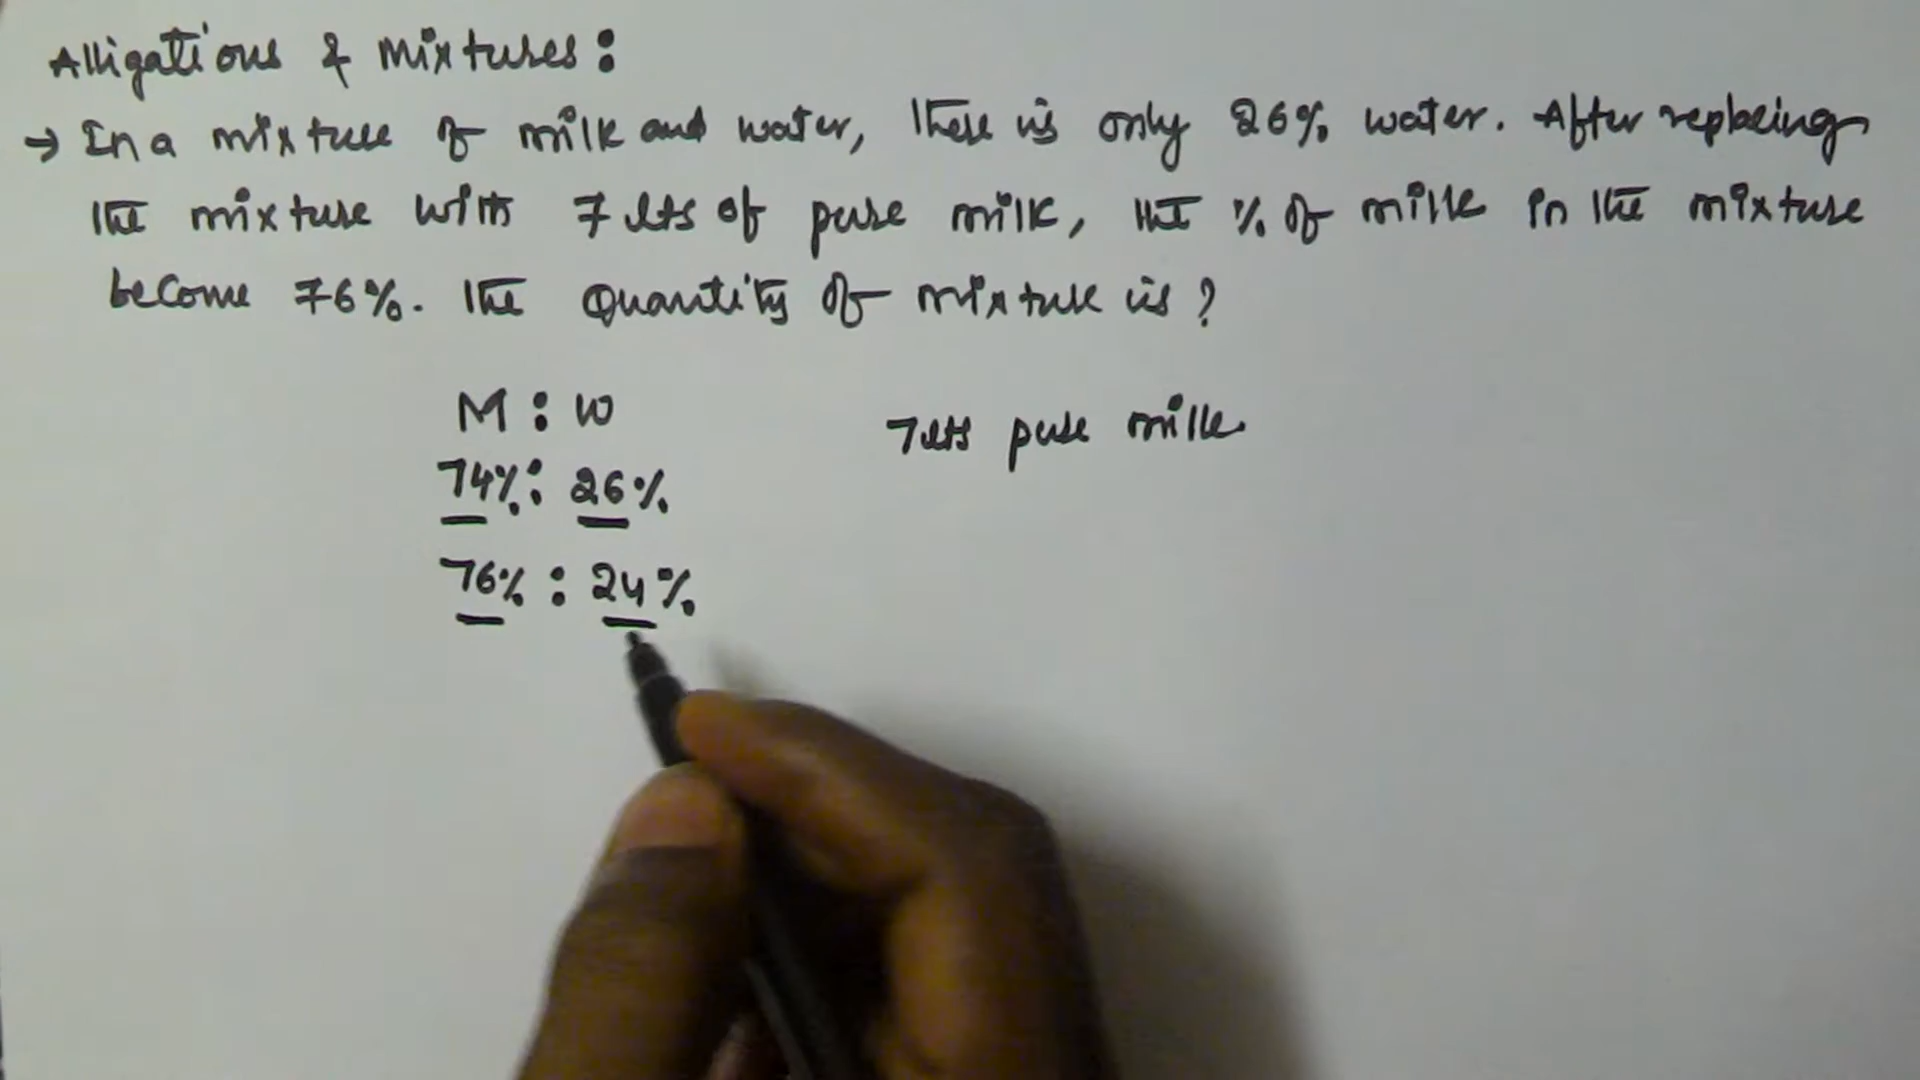 Alligations & Mixtures:
→ In a mixture of milk and water, there is only 26% water. After replacing
the mixture with 7 lts of pure milk, the % of milk in the mixture
become 76%. The Quantity of mixture is?
M : W
7 lts pure milk
74% : 26%
76% : 24%